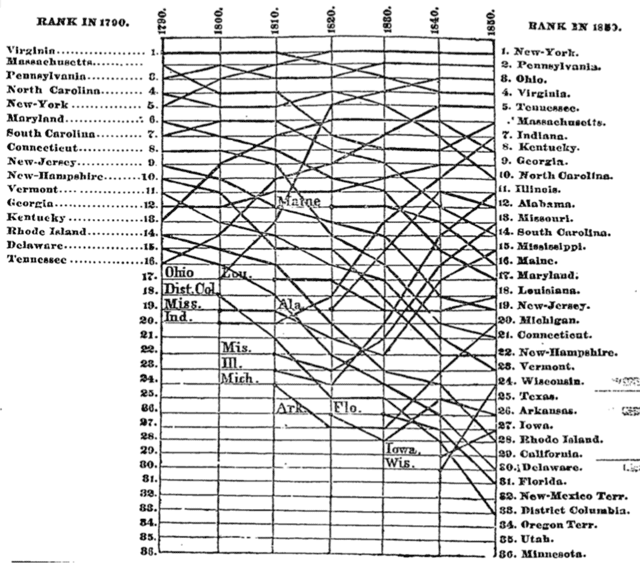 RANK IN 1790.
1790.
1800.
1810.
1820.
1830.
1840.
1850.
RANK IN 1850.
Virginia 1.
Massachusetts
Pennsylvania 3.
North Carolina 4.
New-York 5.
Maryland 6.
South Carolina 7.
Connecticut 8.
New-Jersey 9.
New-Hampshire 10.
Vermont 11.
Georgia 12.
Kentucky 13.
Rhode Island 14.
Delaware 15.
Tennessee 16.
17.
18.
19.
20.
21.
22.
23.
24.
25.
26.
27.
28.
29.
30.
31.
32.
33.
34.
35.
36.
Maine
Ohio
Lou.
Dist. Col.
Miss.
Ala.
Ind.
Mis.
Ill.
Mich.
Ark.
Flo.
Iowa.
Wis.
1. New-York.
2. Pennsylvania.
3. Ohio.
4. Virginia.
5. Tennessee.
Massachusetts
7. Indiana.
8. Kentucky.
9. Georgia.
10. North Carolina.
11. Illinois.
12. Alabama.
13. Missouri.
14. South Carolina.
15. Mississippi.
16. Maine.
17. Maryland.
18. Louisiana.
19. New-Jersey.
20. Michigan.
21. Connecticut.
22. New-Hampshire.
23. Vermont.
24. Wisconsin.
25. Texas.
26. Arkansas.
27. Iowa.
28. Rhode Island.
29. California.
30. Delaware.
31. Florida.
32. New-Mexico Terr.
33. District Columbia.
34. Oregon Terr.
35. Utah.
36. Minnesota.